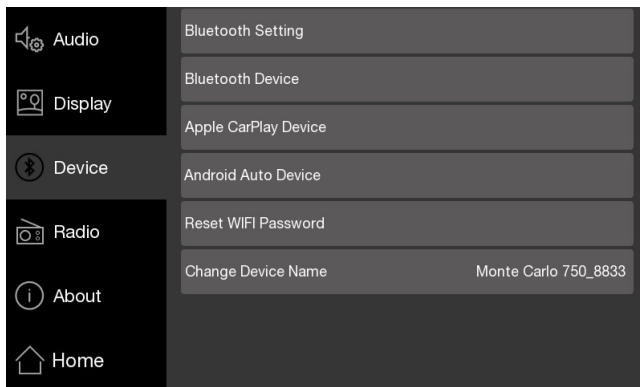 Audio
Display
Device
Radio
About
Home
Bluetooth Setting
Bluetooth Device
Apple CarPlay Device
Android Auto Device
Reset WIFI Password
Change Device Name Monte Carlo 750_8833